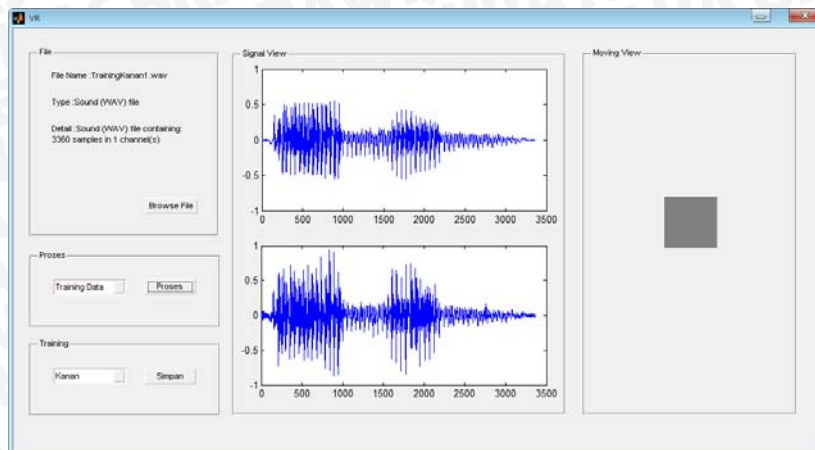 VR
File
File Name :TrainingKanan1.wav
Type :Sound (WAV) file
Detail :Sound (WAV) file containing:
3360 samples in 1 channel(s)
Browse File
Proses
Training Data
Proses
Training
Kanan
Simpan
Signal View
1
0.5
0
-0.5
-1
0 500 1000 1500 2000 2500 3000 3500
1
0.5
0
-0.5
-1
0 500 1000 1500 2000 2500 3000 3500
Moving View